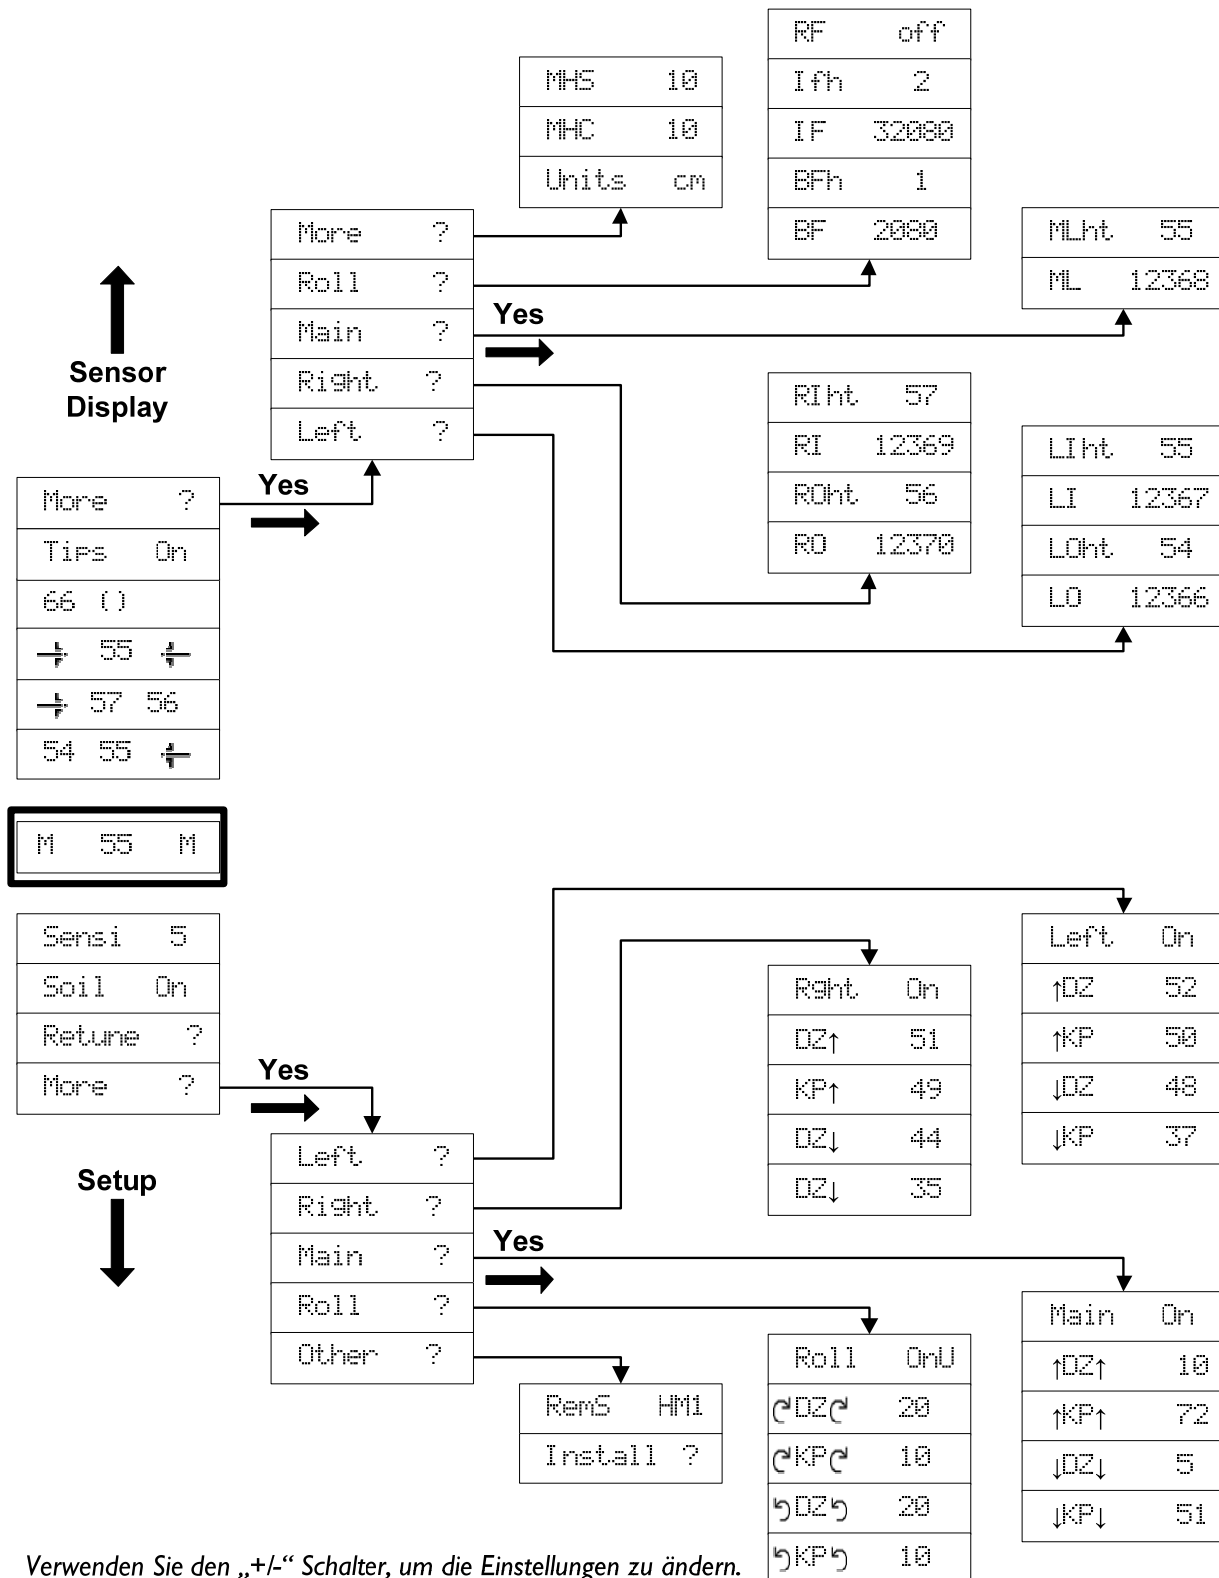 RF off
Ifh 2
IF 32080
BFh 1
BF 2080
MHS 10
MHC 10
Units cm
More ?
Roll ?
Main ?
Right ?
Left ?
Yes
MLht 55
ML 12368
Sensor
Display
RIht 57
RI 12369
ROht 56
RO 12370
LIht 55
LI 12367
LOht 54
LO 12366
Yes
More ?
Tips On
66 ()
55
57 56
54 55
M 55 M
Sensi 5
Soil On
Retune ?
More ?
Yes
Setup
Left ?
Right ?
Main ?
Roll ?
Other ?
Yes
Rght On
DZ↑ 51
KP↑ 49
DZ↓ 44
DZ↓ 35
Left On
↑DZ 52
↑KP 50
↓DZ 48
↓KP 37
RemS HM1
Install ?
Roll OnU
↻DZ↻ 20
↻KP↻ 10
↺DZ↺ 20
↺KP↺ 10
Main On
↑DZ↑ 10
↑KP↑ 72
↓DZ↓ 5
↓KP↓ 51
Verwenden Sie den „+/-“ Schalter, um die Einstellungen zu ändern.